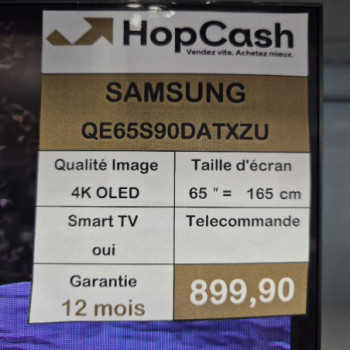 HopCash
Vendez vite. Achetez mieux.
SAMSUNG
QE65S90DATXZU
Qualité Image
4K OLED
Taille d'écran
65 " = 165 cm
Smart TV
oui
Telecommande
Garantie
12 mois
899,90